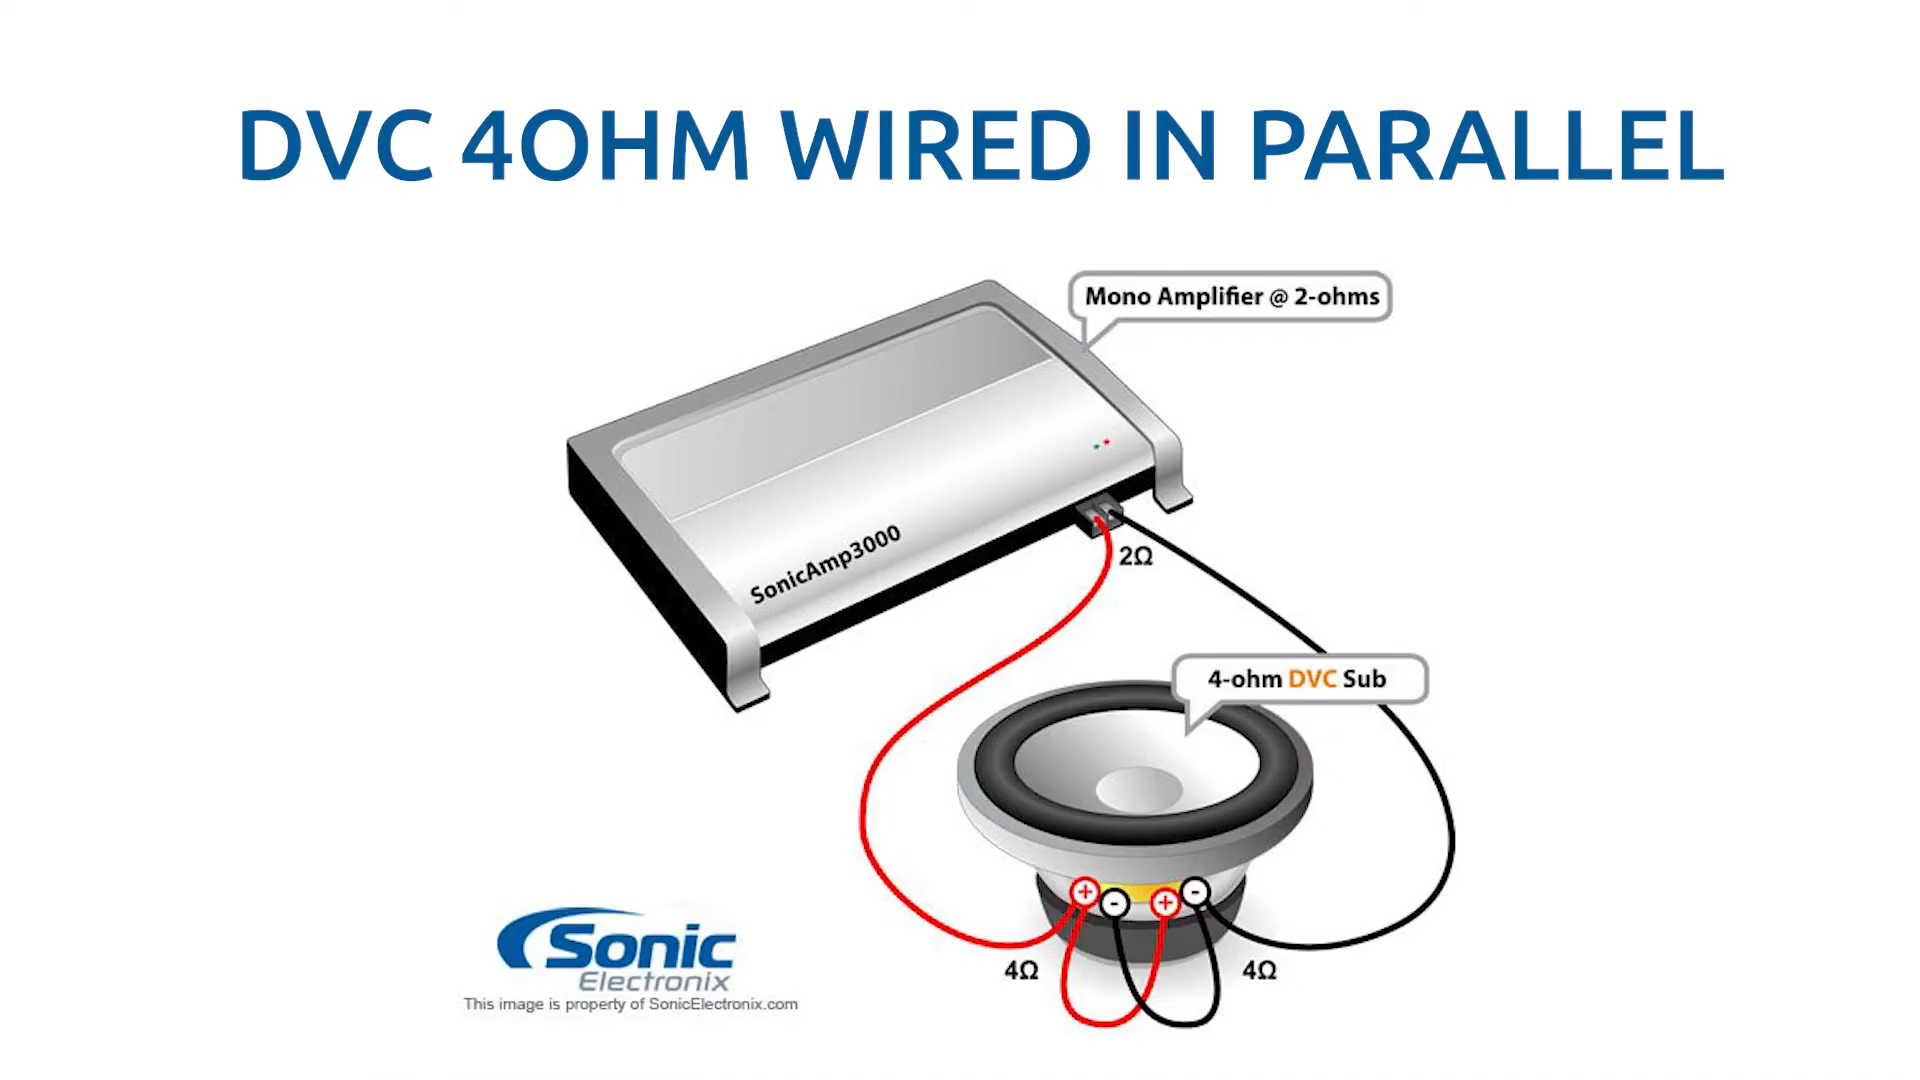 DVC 4OHM WIRED IN PARALLEL
Mono Amplifier @ 2-ohms
SonicAmp3000
2Ω
4-ohm DVC Sub
+ - + -
4Ω 4Ω
Sonic
Electronix
This image is property of SonicElectronix.com